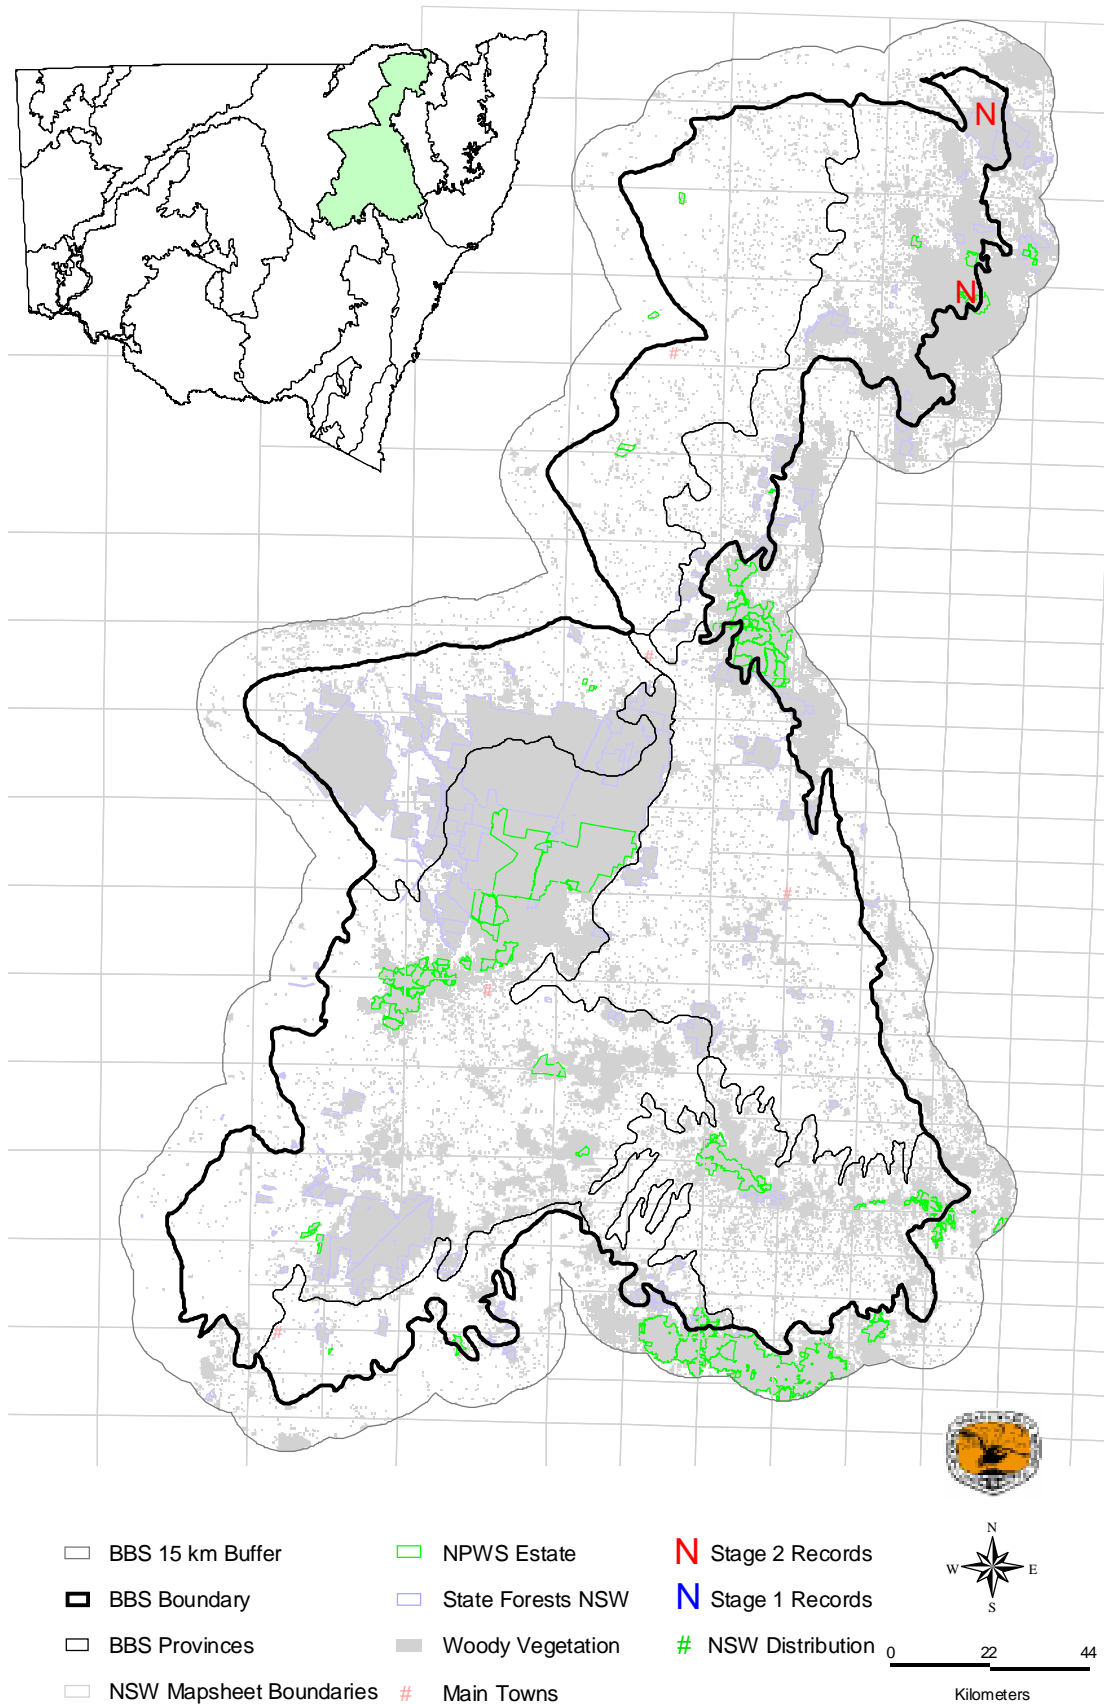 N
N
#
#
#
#
#
BBS 15 km Buffer
NPWS Estate
N Stage 2 Records
BBS Boundary
State Forests NSW
N Stage 1 Records
BBS Provinces
Woody Vegetation
# NSW Distribution
NSW Mapsheet Boundaries
# Main Towns
N
W E
S
0 22 44
Kilometers